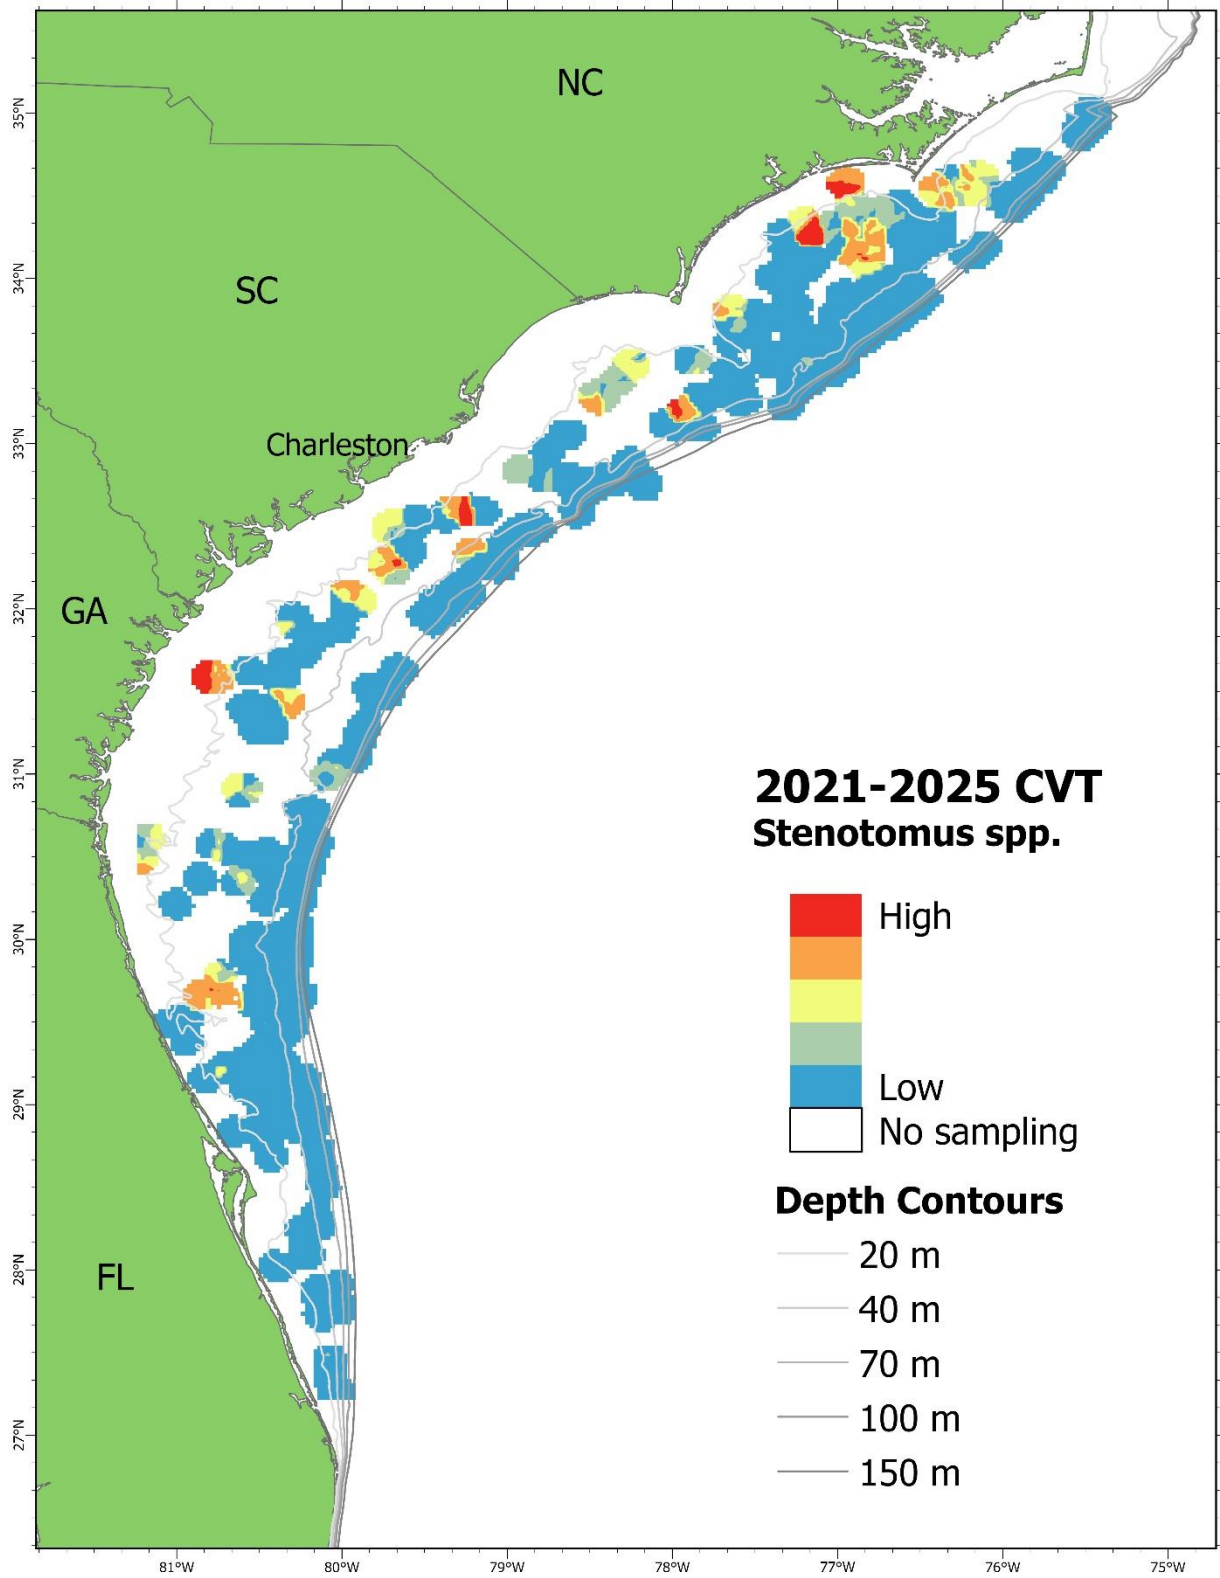 NC
SC
Charleston
GA
FL
35°N
34°N
33°N
32°N
31°N
30°N
29°N
28°N
27°N
2021-2025 CVT
Stenotomus spp.
High
Low
No sampling
Depth Contours
20 m
40 m
70 m
100 m
150 m
81°W
80°W
79°W
78°W
77°W
76°W
75°W